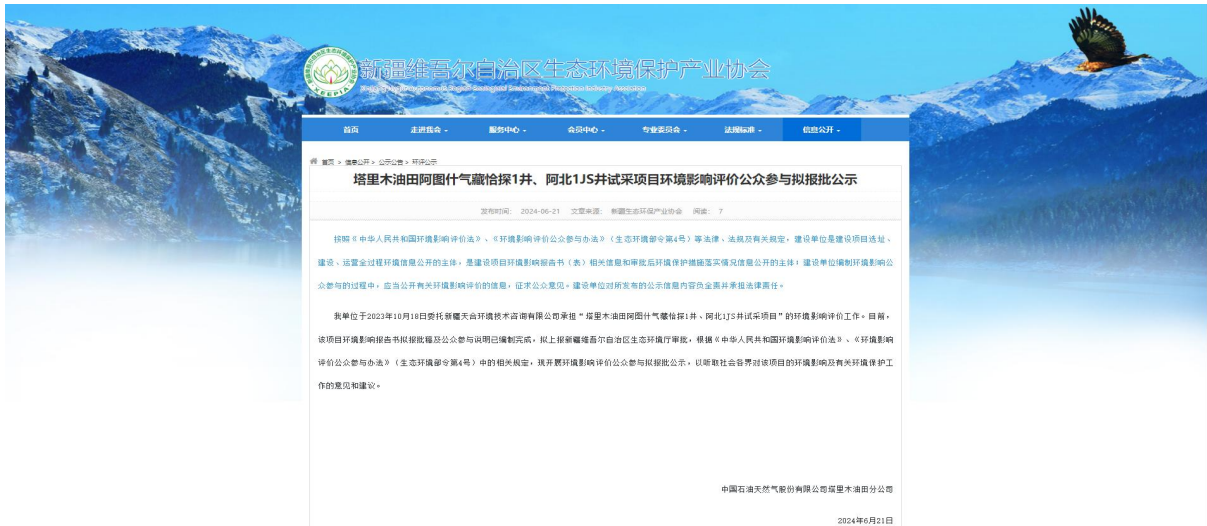 新疆维吾尔自治区生态环境保护产业协会
首页 走进我会 服务中心 会员中心 专业委员会 法规标准 信息公开
首页 > 信息公开 > 公示公告 > 环评公示
塔里木油田阿图什气藏恰探1井、阿北1JS井试采项目环境影响评价公众参与拟报批公示
发布时间: 2024-06-21 文章来源: 新疆生态环保产业协会 阅读: 7
按照《中华人民共和国环境影响评价法》、《环境影响评价公众参与办法》（生态环境部令第4号）等法律、法规及有关规定，建设单位是建设项目选址、
建设、运营全过程环境信息公开的主体，是建设项目环境影响报告书（表）相关信息和审批后环境保护措施落实情况信息公开的主体；建设单位编制环境影响公
众参与的过程中，应当公开有关环境影响评价的信息，征求公众意见。建设单位对所发布的公示信息内容负全责并承担法律责任。
我单位于2023年10月18日委托新疆天合环境技术咨询有限公司承担“塔里木油田阿图什气藏恰探1井、阿北1JS井试采项目”的环境影响评价工作。目前，
该项目环境影响报告书拟报批稿及公众参与说明已编制完成，拟上报新疆维吾尔自治区生态环境厅审批，根据《中华人民共和国环境影响评价法》、《环境影响
评价公众参与办法》（生态环境部令第4号）中的相关规定，现开展环境影响评价公众参与拟报批公示，以听取社会各界对该项目的环境影响及有关环境保护工
作的意见和建议。
中国石油天然气股份有限公司塔里木油田分公司
2024年6月21日